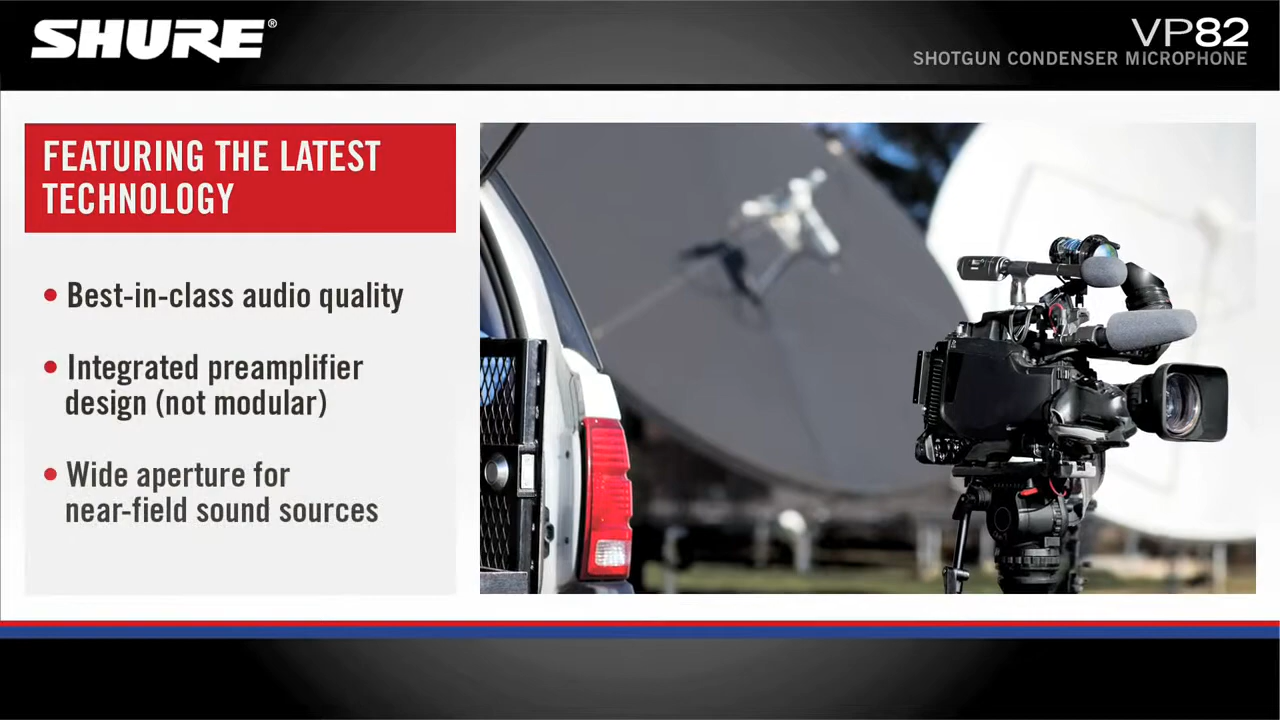 SHURE®
VP82
SHOTGUN CONDENSER MICROPHONE
FEATURING THE LATEST
TECHNOLOGY
• Best-in-class audio quality
• Integrated preamplifier
design (not modular)
• Wide aperture for
near-field sound sources